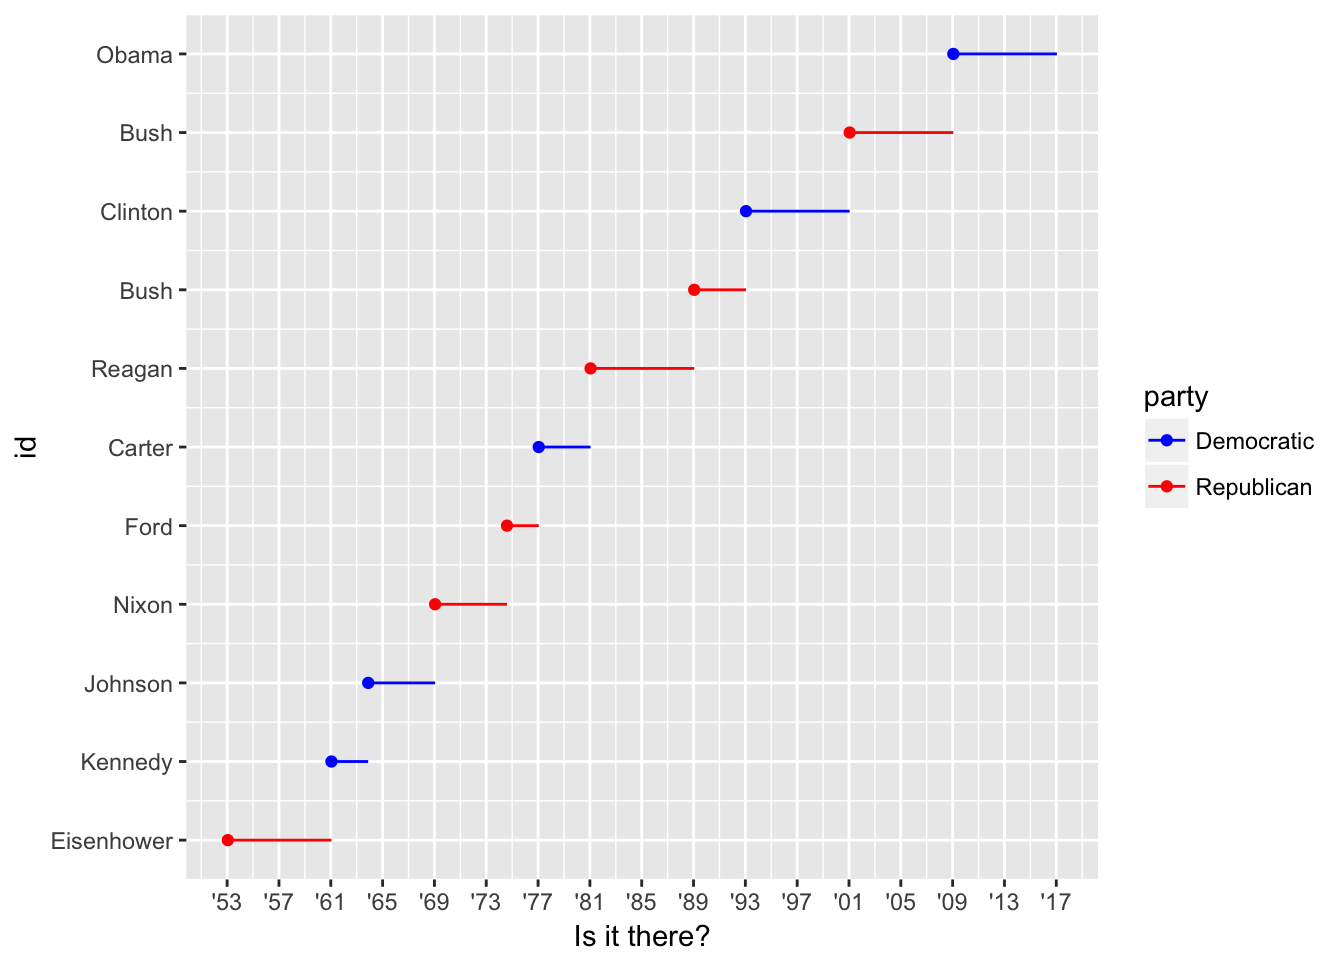 Obama
Bush
Clinton
Bush
Reagan
Carter
Ford
Nixon
Johnson
Kennedy
Eisenhower
id
'53 '57 '61 '65 '69 '73 '77 '81 '85 '89 '93 '97 '01 '05 '09 '13 '17
Is it there?
party
Democratic
Republican